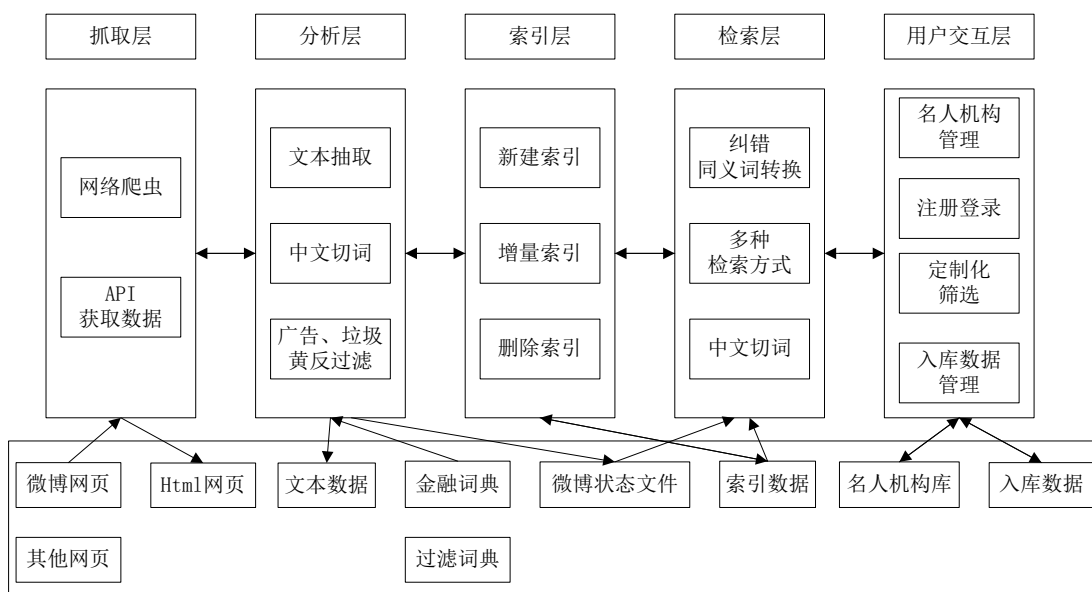 抓取层
分析层
索引层
检索层
用户交互层
网络爬虫
API
获取数据
文本抽取
中文切词
广告、垃圾
黄反过滤
新建索引
增量索引
删除索引
纠错
同义词转换
多种
检索方式
中文切词
名人机构
管理
注册登录
定制化
筛选
入库数据
管理
微博网页
Html网页
文本数据
金融词典
微博状态文件
索引数据
名人机构库
入库数据
其他网页
过滤词典